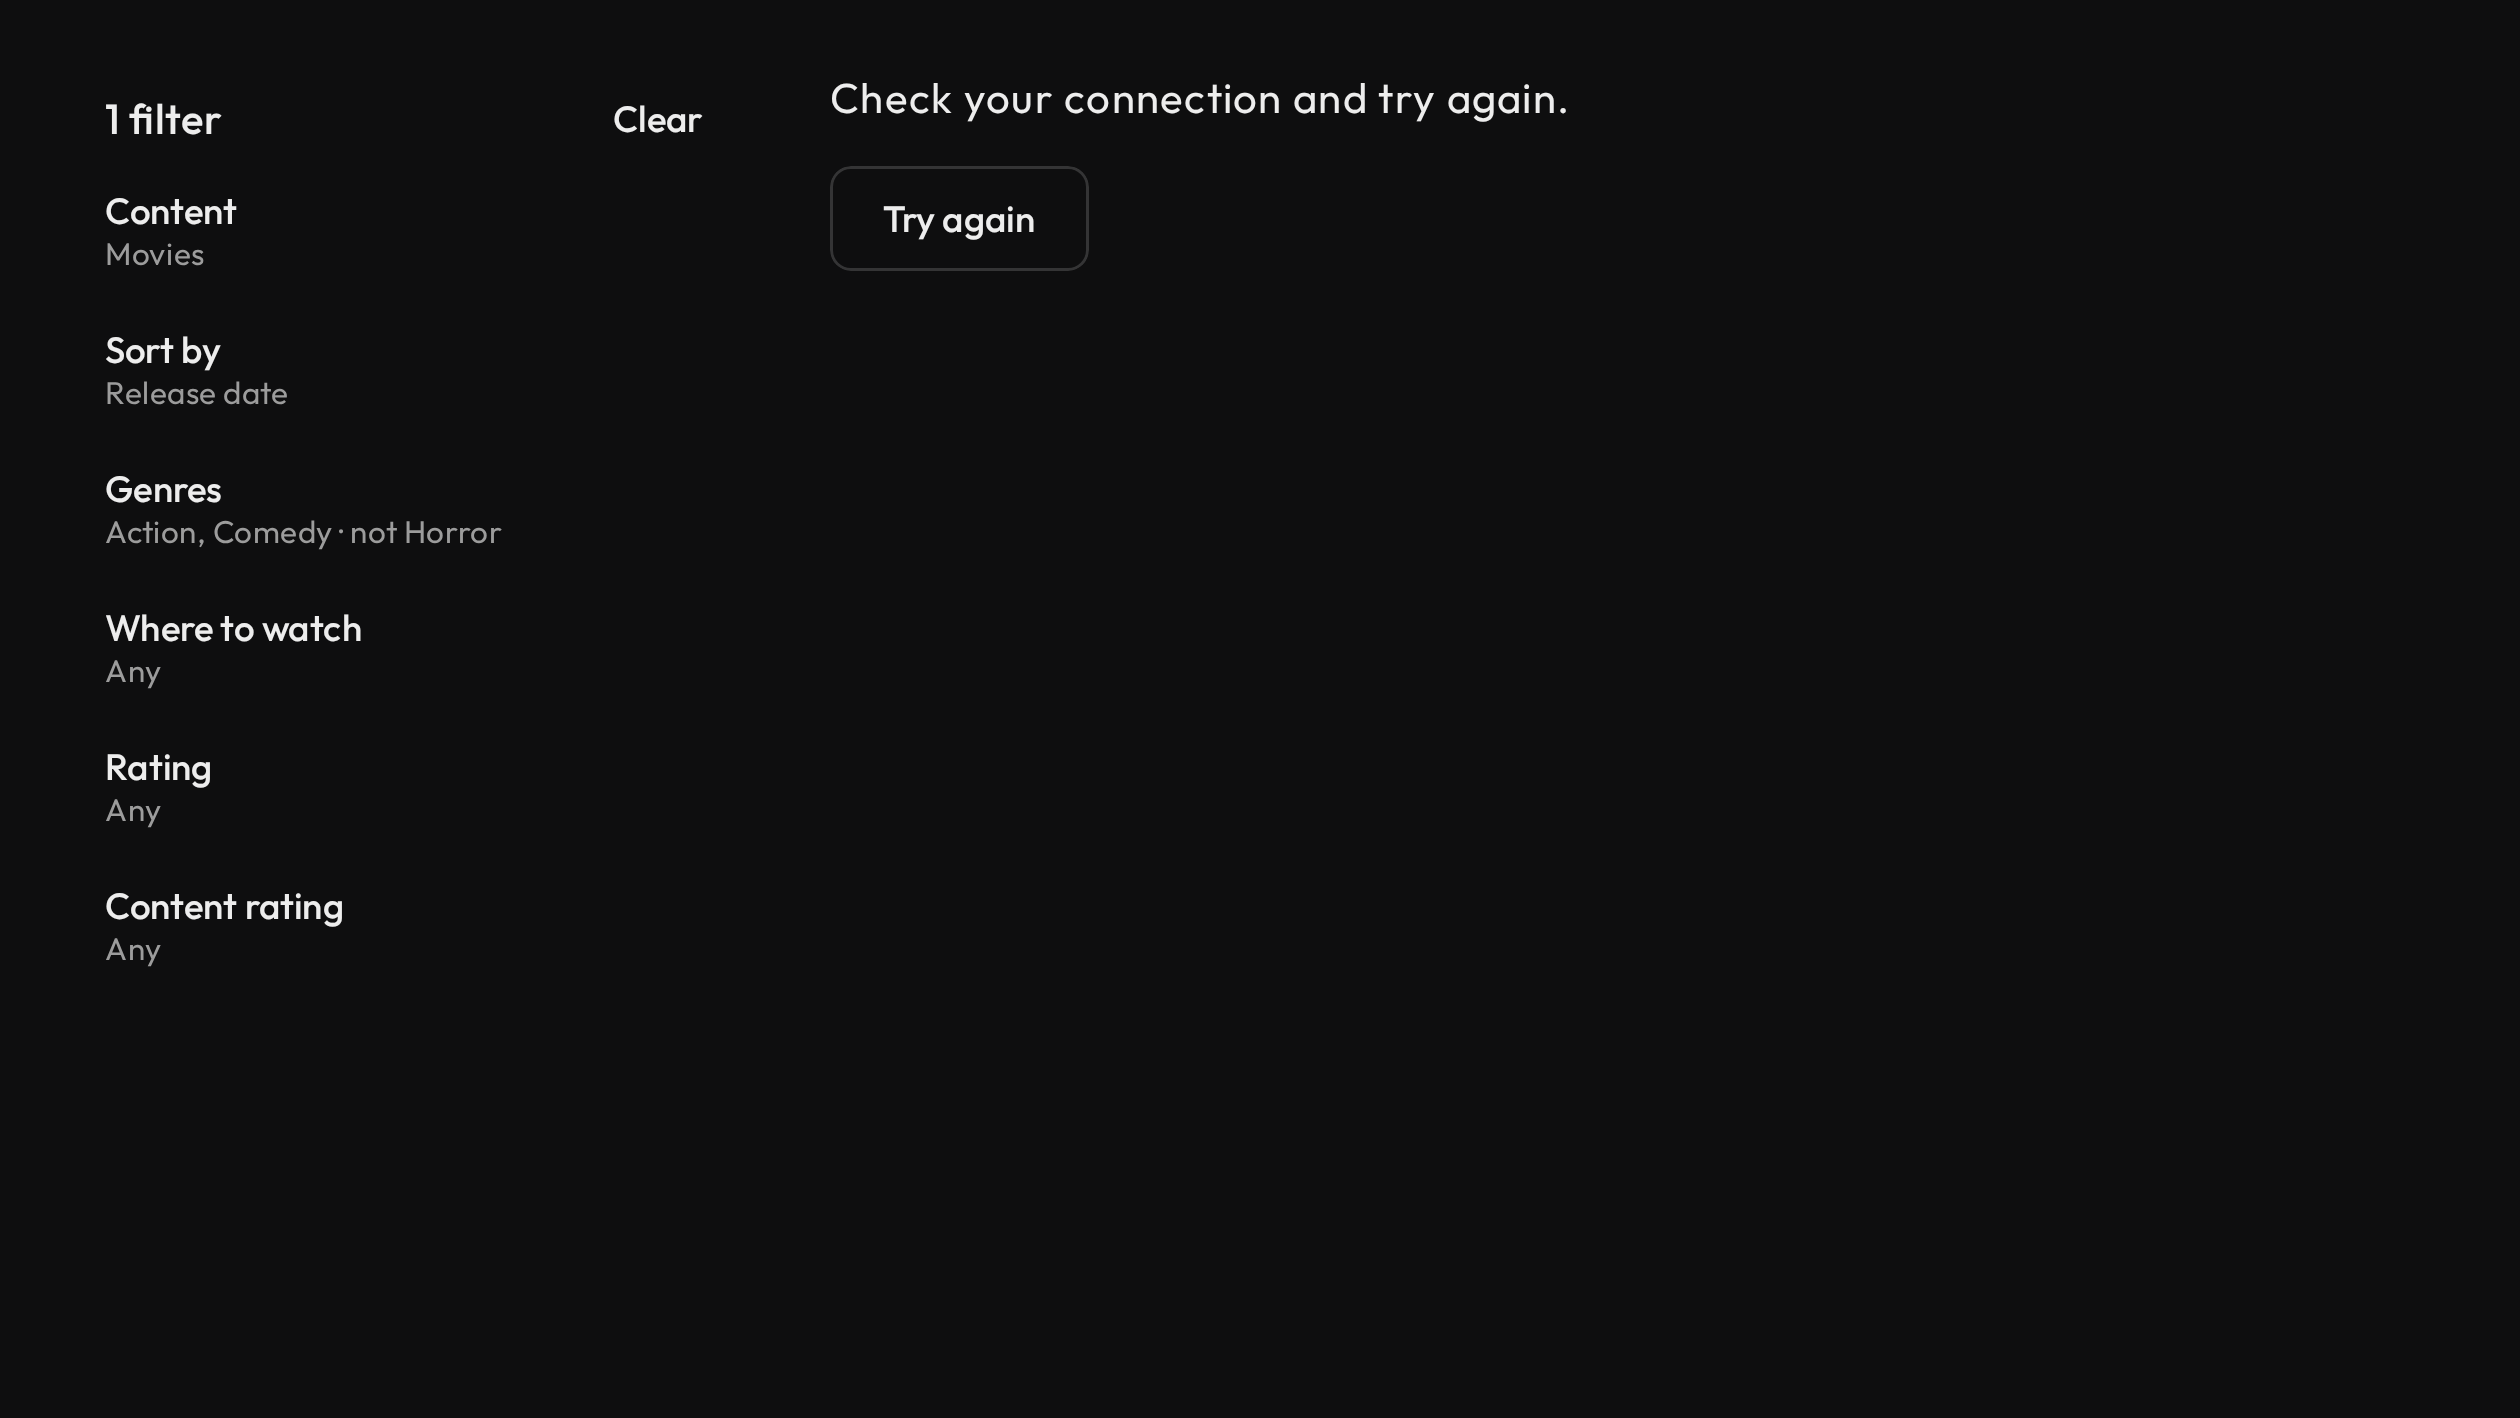 1 filter
Clear
Content
Movies
Sort by
Release date
Genres
Action, Comedy · not Horror
Where to watch
Any
Rating
Any
Content rating
Any
Check your connection and try again.
Try again